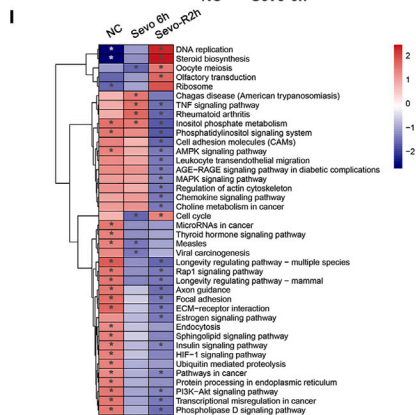 I
NC Sevo 6h Sevo-R2h
DNA replication
Steroid biosynthesis
Oocyte meiosis
Olfactory transduction
Ribosome
Chagas disease (American trypanosomiasis)
TNF signaling pathway
Rheumatoid arthritis
Inositol phosphate metabolism
Phosphatidylinositol signaling system
Cell adhesion molecules (CAMs)
AMPK signaling pathway
Leukocyte transendothelial migration
AGE−RAGE signaling pathway in diabetic complications
MAPK signaling pathway
Regulation of actin cytoskeleton
Chemokine signaling pathway
Choline metabolism in cancer
Cell cycle
MicroRNAs in cancer
Thyroid hormone signaling pathway
Measles
Viral carcinogenesis
Longevity regulating pathway − multiple species
Rap1 signaling pathway
Longevity regulating pathway − mammal
Axon guidance
Focal adhesion
ECM−receptor interaction
Estrogen signaling pathway
Endocytosis
Sphingolipid signaling pathway
Insulin signaling pathway
HIF−1 signaling pathway
Ubiquitin mediated proteolysis
Pathways in cancer
Protein processing in endoplasmic reticulum
PI3K−Akt signaling pathway
Transcriptional misregulation in cancer
Phospholipase D signaling pathway
2
1
0
−1
−2